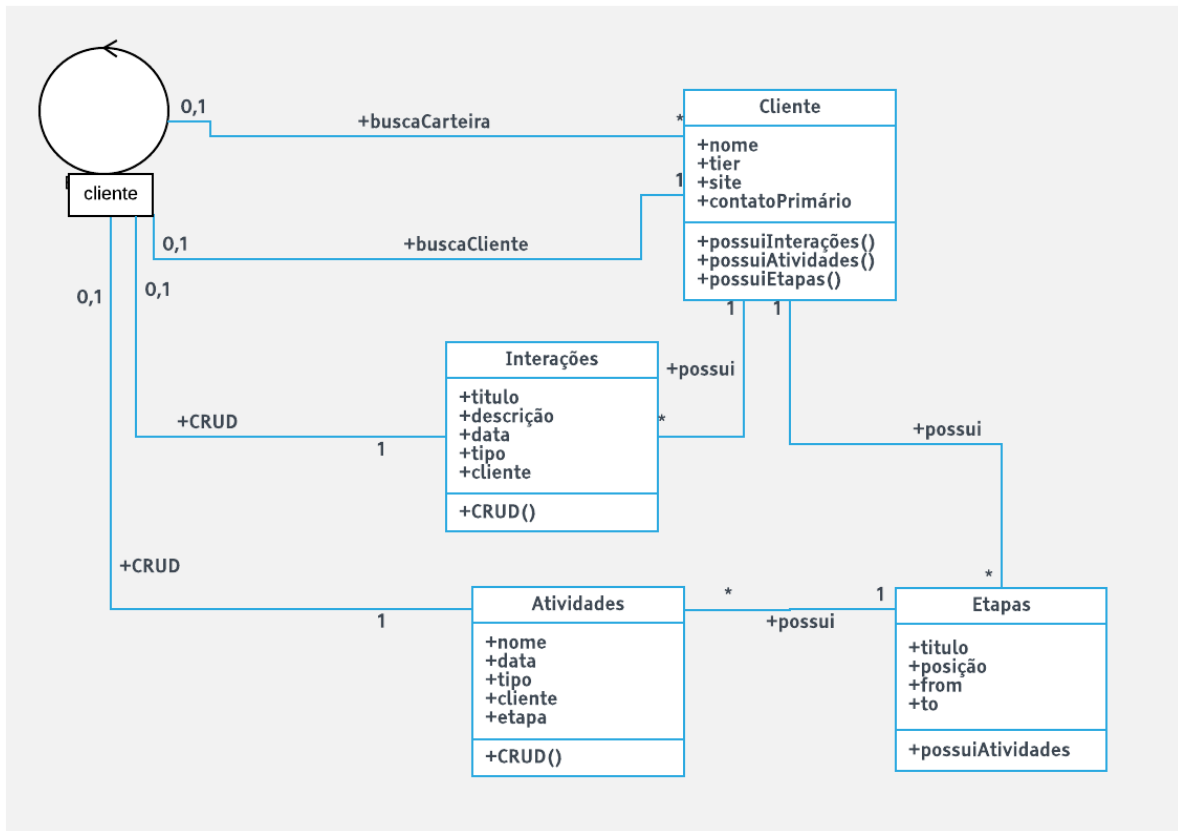 0,1
+buscaCarteira
*
cliente
0,1
+buscaCliente
1
0,1
0,1
Cliente
+nome
+tier
+site
+contatoPrimário
+possuiInterações()
+possuiAtividades()
+possuiEtapas()
1
1
+possui
*
+possui
*
Interações
+titulo
+descrição
+data
+tipo
+cliente
+CRUD()
+CRUD
1
+CRUD
1
Atividades
+nome
+data
+tipo
+cliente
+etapa
+CRUD()
*
+possui
1
Etapas
+titulo
+posição
+from
+to
+possuiAtividades